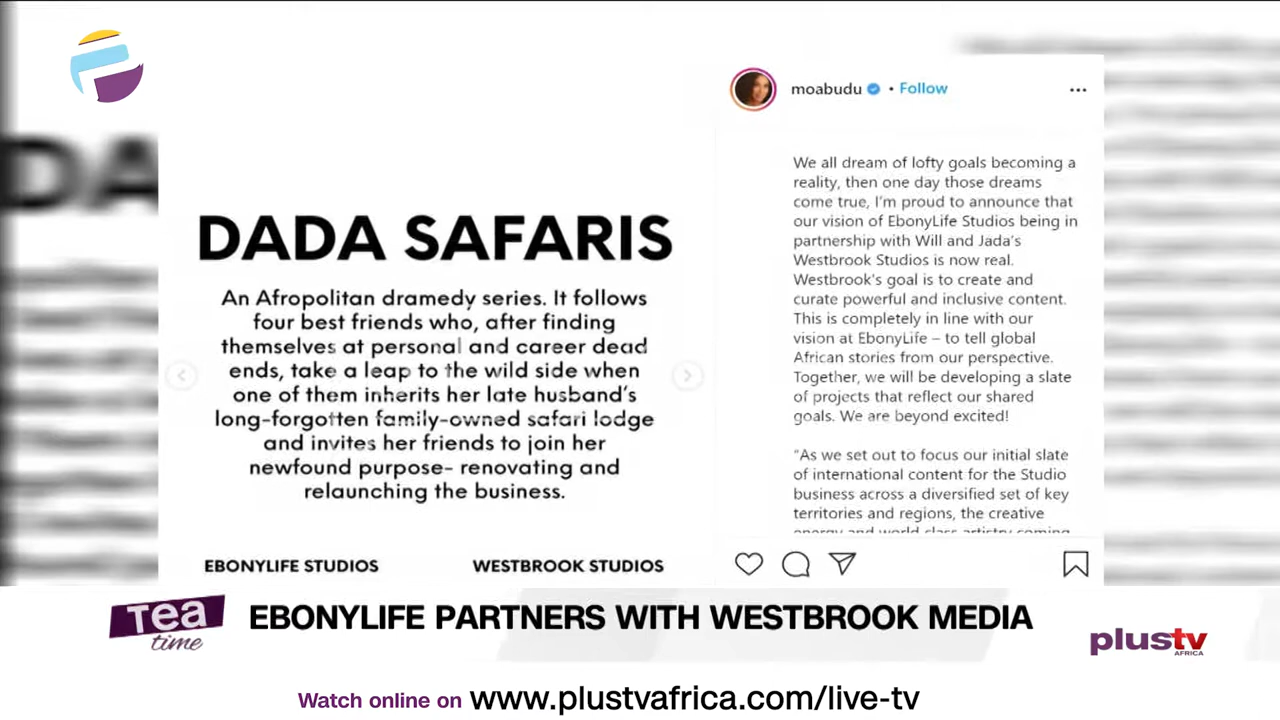 DA
DADA SAFARIS
An Afropolitan dramedy series. It follows
four best friends who, after finding
themselves at personal and career dead
ends, take a leap to the wild side when
one of them inherits her late husband's
long-forgotten family-owned safari lodge
and invites her friends to join her
newfound purpose- renovating and
relaunching the business.
EBONYLIFE STUDIOS
WESTBROOK STUDIOS
moabudu • Follow
We all dream of lofty goals becoming a
reality, then one day those dreams
come true, I'm proud to announce that
our vision of EbonyLife Studios being in
partnership with Will and Jada's
Westbrook Studios is now real.
Westbrook's goal is to create and
curate powerful and inclusive content.
This is completely in line with our
vision at EbonyLife – to tell global
African stories from our perspective.
Together, we will be developing a slate
of projects that reflect our shared
goals. We are beyond excited!
“As we set out to focus our initial slate
of international content for the Studio
business across a diversified set of key
territories and regions, the creative
energy and world class artistry coming
Tea
time
EBONYLIFE PARTNERS WITH WESTBROOK MEDIA
plustv
AFRICA
Watch online on www.plustvafrica.com/live-tv